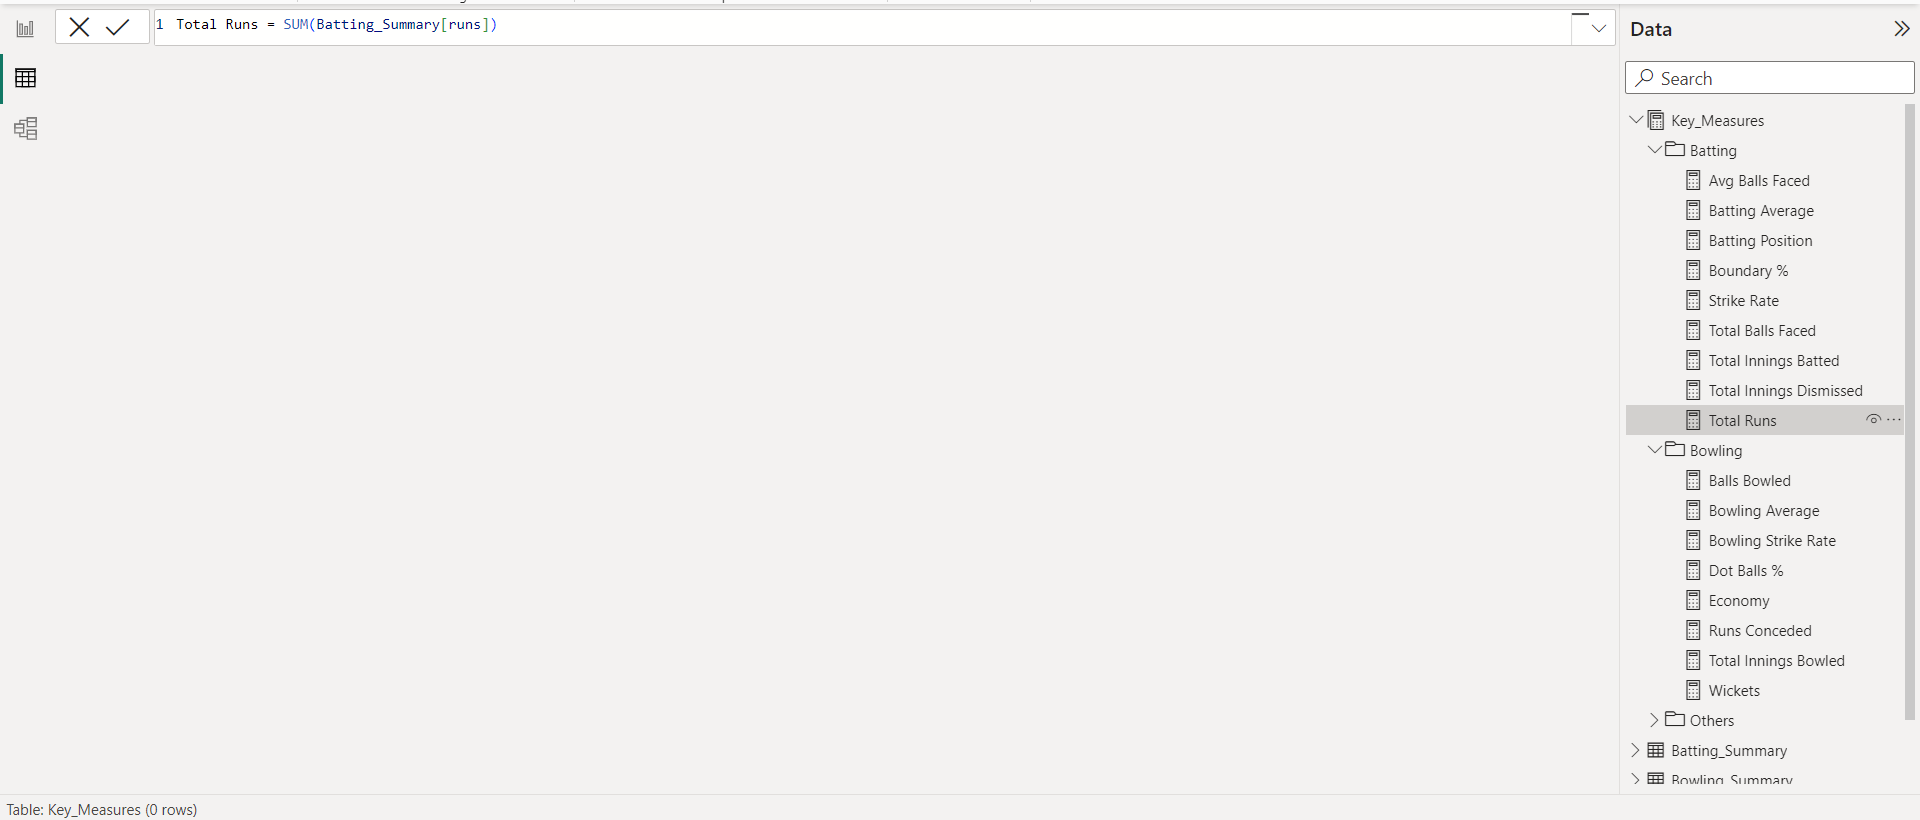 1 Total Runs = SUM(Batting_Summary[runs])
Data
Search
Key_Measures
Batting
Avg Balls Faced
Batting Average
Batting Position
Boundary %
Strike Rate
Total Balls Faced
Total Innings Batted
Total Innings Dismissed
Total Runs
Bowling
Balls Bowled
Bowling Average
Bowling Strike Rate
Dot Balls %
Economy
Runs Conceded
Total Innings Bowled
Wickets
Others
Batting_Summary
Bowling_Summary
Table: Key_Measures (0 rows)